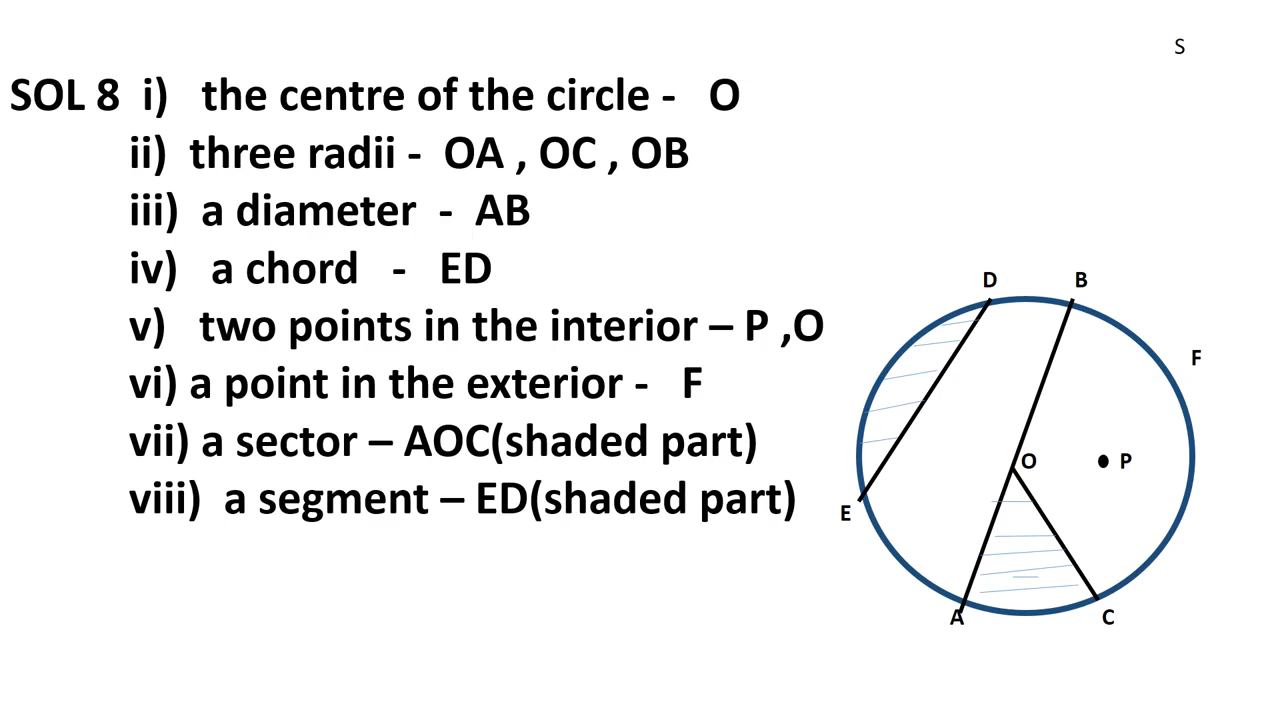 S
SOL 8 i) the centre of the circle - O
ii) three radii - OA , OC , OB
iii) a diameter - AB
iv) a chord - ED
v) two points in the interior – P ,O
vi) a point in the exterior - F
vii) a sector – AOC(shaded part)
viii) a segment – ED(shaded part)
D B
F
O P
E
A C